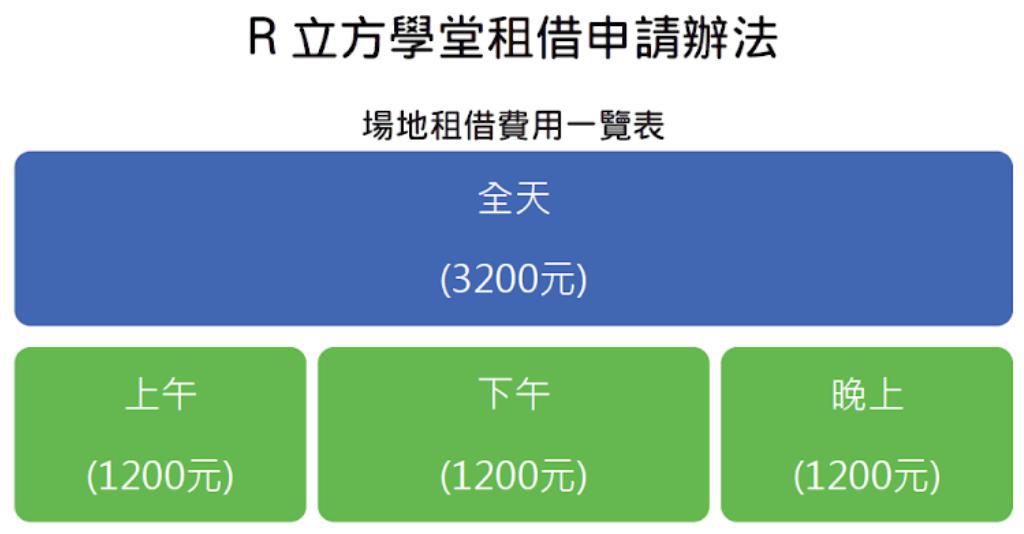 R 立方學堂租借申請辦法
場地租借費用一覽表
全天
(3200元)
上午
(1200元)
下午
(1200元)
晚上
(1200元)